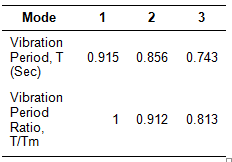 Mode 1 2 3
Vibration
Period, T 0.915 0.856 0.743
(Sec)
Vibration
Period
Ratio, 1 0.912 0.813
T/Tm